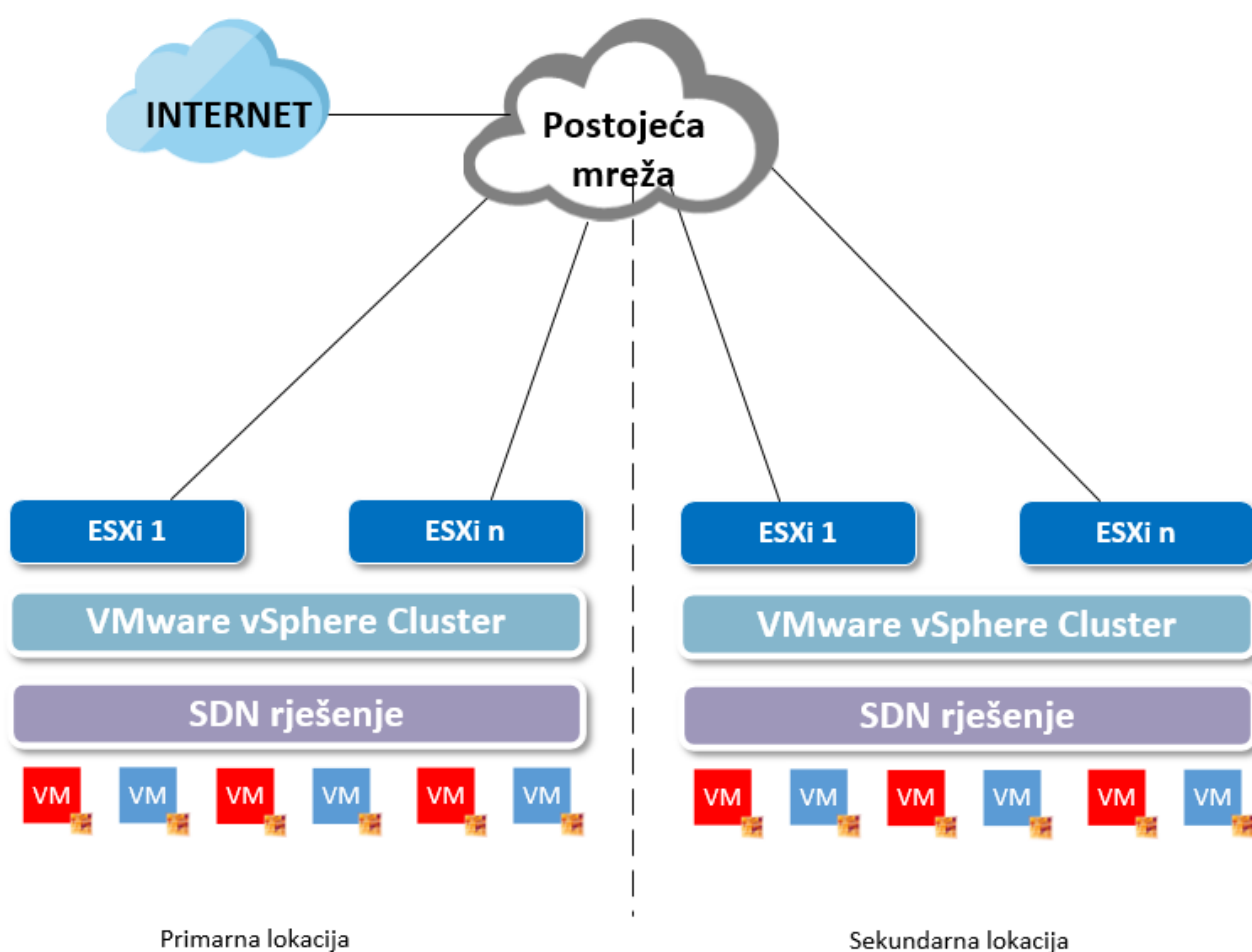 INTERNET
Postojeća
mreža
ESXi 1
ESXi n
ESXi 1
ESXi n
VMware vSphere Cluster
VMware vSphere Cluster
SDN rješenje
SDN rješenje
VM
VM
VM
VM
VM
VM
VM
VM
VM
VM
VM
VM
Primarna lokacija
Sekundarna lokacija